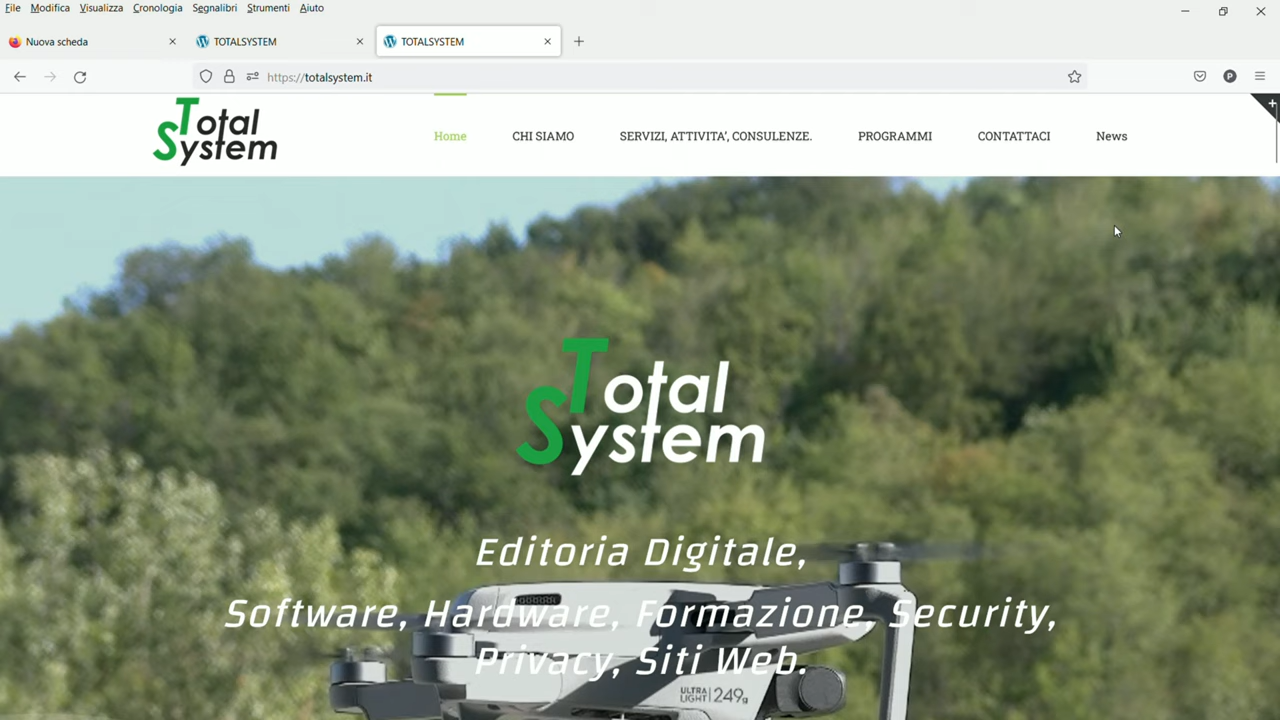 File Modifica Visualizza Cronologia Segnalibri Strumenti Aiuto
Nuova scheda TOTALSYSTEM TOTALSYSTEM
https://totalsystem.it P
Total
System
Home CHI SIAMO SERVIZI, ATTIVITA', CONSULENZE. PROGRAMMI CONTATTACI News
Total
System
Editoria Digitale,
Software, Hardware, Formazione, Security,
Privacy, Siti Web.
ULTRA
LIGHT 249g